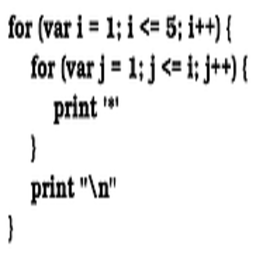 for (var i = 1; i <= 5; i++) {
for (var j = 1; j <= i; j++) {
print '*'
}
print "\n"
}